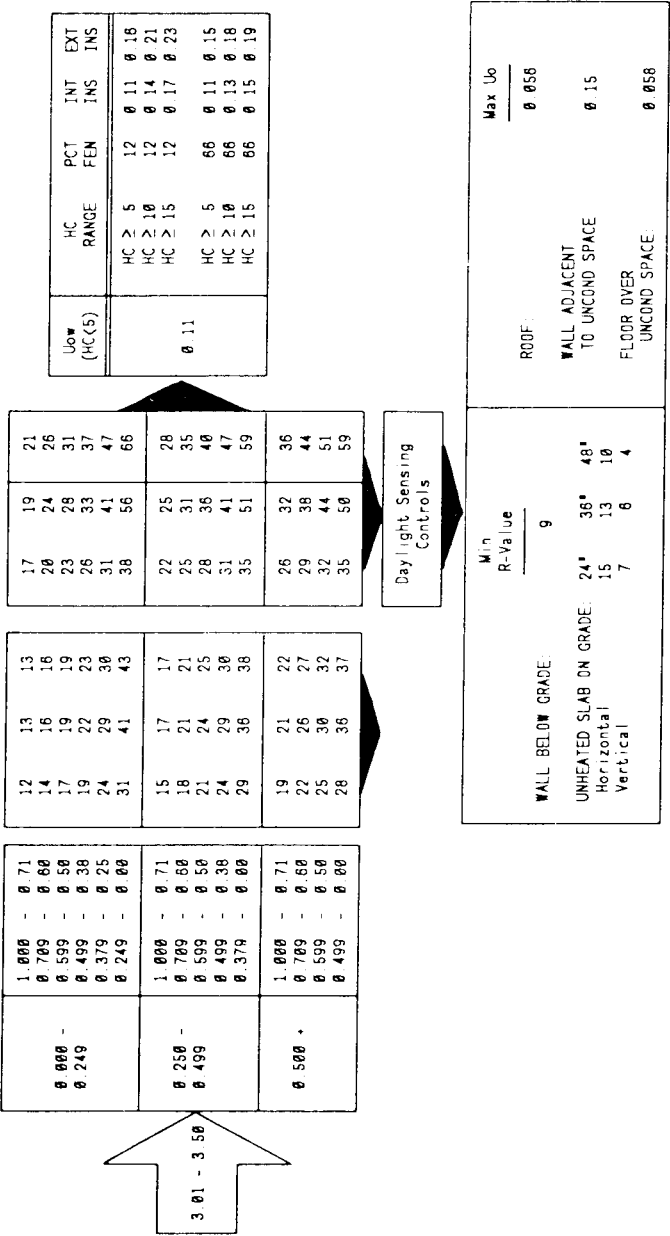 3.01 - 3.50
0.000 -
0.249
1.000 - 0.71 12 13 13 17 19 21
0.709 - 0.60 14 16 16 20 24 26
0.599 - 0.50 17 19 19 23 28 31
0.499 - 0.38 19 22 23 26 33 37
0.379 - 0.25 24 29 30 31 41 47
0.249 - 0.00 31 41 43 38 56 66
0.250 -
0.499
1.000 - 0.71 15 17 17 22 25 28
0.709 - 0.60 18 21 21 25 31 35
0.599 - 0.50 21 24 25 28 36 40
0.499 - 0.38 24 29 30 31 41 47
0.379 - 0.00 29 36 38 35 51 59
0.500 +
1.000 - 0.71 19 21 22 26 32 36
0.709 - 0.60 22 26 27 29 38 44
0.599 - 0.50 25 30 32 32 44 51
0.499 - 0.00 28 36 37 35 50 59
Uow HC PCT INT EXT
(HC<5) RANGE FEN INS INS
HC ≥ 5 12 0.11 0.18
HC ≥ 10 12 0.14 0.21
HC ≥ 15 12 0.17 0.23
0.11
HC ≥ 5 66 0.11 0.15
HC ≥ 10 66 0.13 0.18
HC ≥ 15 66 0.15 0.19
Daylight Sensing
Controls
Min
R-Value
WALL BELOW GRADE: 9
UNHEATED SLAB ON GRADE: 24" 36" 48"
Horizontal 15 13 10
Vertical 7 6 4
Max Uo
ROOF: 0.058
WALL ADJACENT
TO UNCOND SPACE 0.15
FLOOR OVER
UNCOND SPACE: 0.058